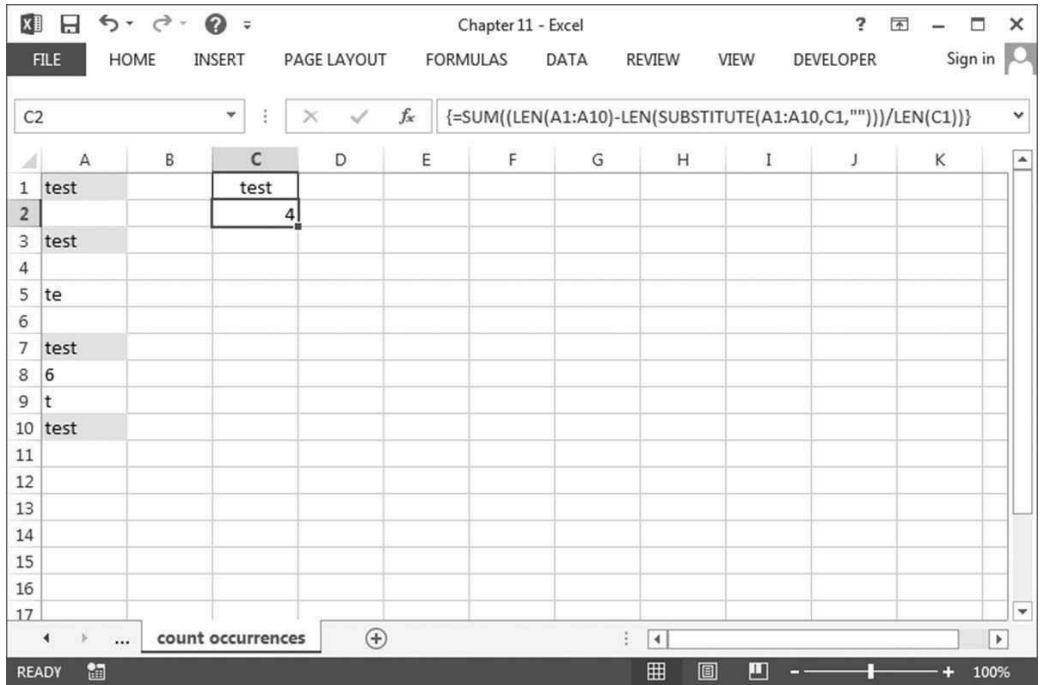 Chapter 11 - Excel
FILE HOME INSERT PAGE LAYOUT FORMULAS DATA REVIEW VIEW DEVELOPER Sign in
C2 fx {=SUM((LEN(A1:A10)-LEN(SUBSTITUTE(A1:A10,C1,"")))/LEN(C1))}
A B C D E F G H I J K
1 test test
2 4
3 test
4
5 te
6
7 test
8 6
9 t
10 test
11
12
13
14
15
16
17
... count occurrences
READY 100%